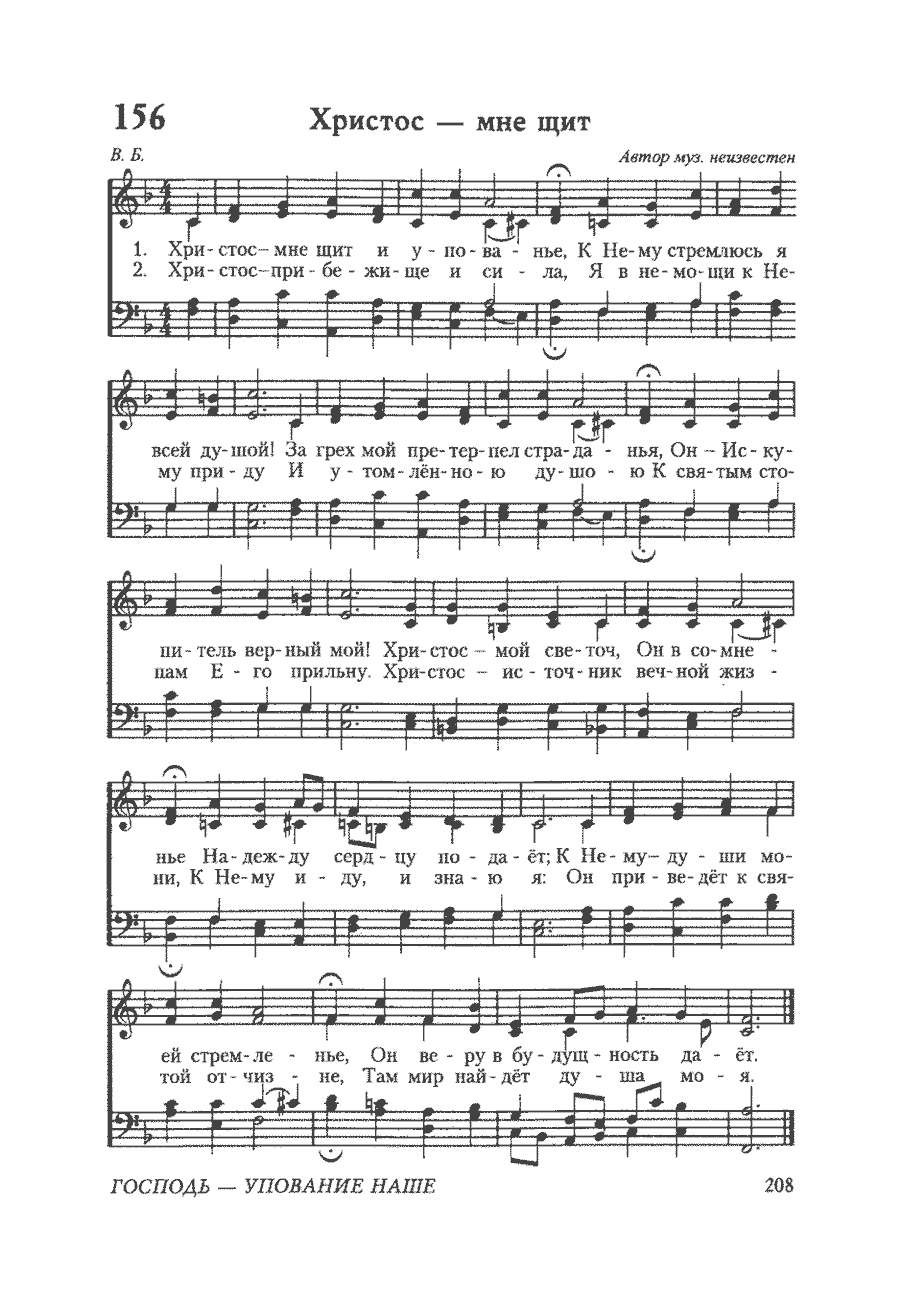 156 Христос — мне щит
В. Б. Автор муз. неизвестен
1. Хри-стос—мне щит и у-по-ва-нье, К Не-му стремлюсь я
2. Хри-стос—при-бе-жи-ще и си-ла, Я в не-мо-щи к Не-
всей ду-шой! За грех мой пре-тер-пел стра-да-нья, Он – Ис-ку-
му при-ду И у-том-лён-но-ю ду-шо-ю К свя-тым сто-
пи-тель вер-ный мой! Хри-стос – мой све-точ, Он в со-мне-
пам Е-го прильну. Хри-стос – ис-точ-ник веч-ной жиз-
нье На-деж-ду серд-цу по-да-ёт; К Не-му– ду-ши мо-
ни, К Не-му и-ду, и зна-ю я: Он при-ве-дёт к свя-
ей стрем-ле-нье, Он ве-ру в бу-дущ-ность да-ёт.
той от-чиз-не, Там мир най-дёт ду-ша мо-я.
ГОСПОДЬ — УПОВАНИЕ НАШЕ 208